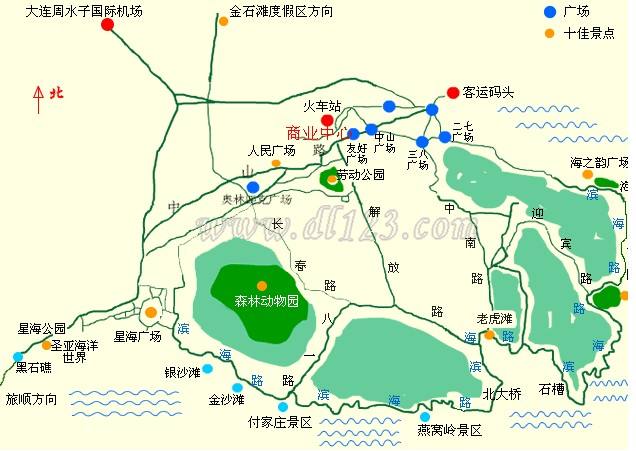 大连周水子国际机场
金石滩度假区方向
广场
十佳景点
北
火车站
客运码头
商业中心
友好
广场
中山
广场
三八
广场
二七
广场
人民广场
劳动公园
奥林匹克广场
海之韵广场
中
山
路
www.dl123.com
长
春
路
解
放
路
中
南
路
迎
宾
路
滨
海
路
森林动物园
八
一
路
星海公园
圣亚海洋
世界
星海广场
黑石礁
旅顺方向
滨
海
路
银沙滩
金沙滩
付家庄景区
滨
海
路
燕窝岭景区
老虎滩
北大桥
滨
海
路
石槽
滨
海
路